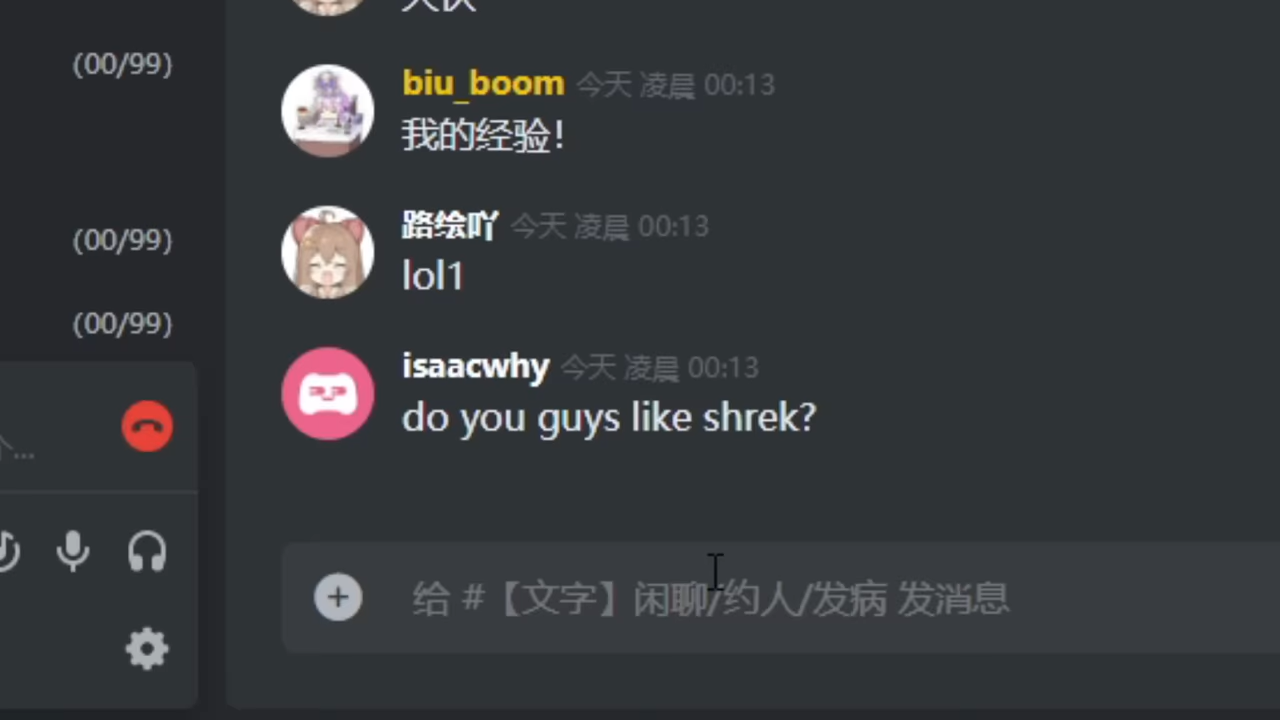 (00/99)
biu_boom 今天 凌晨 00:13
我的经验!
(00/99)
路绘吖 今天 凌晨 00:13
lol1
(00/99)
isaacwhy 今天 凌晨 00:13
do you guys like shrek?
个...
给 #【文字】闲聊/约人/发病 发消息